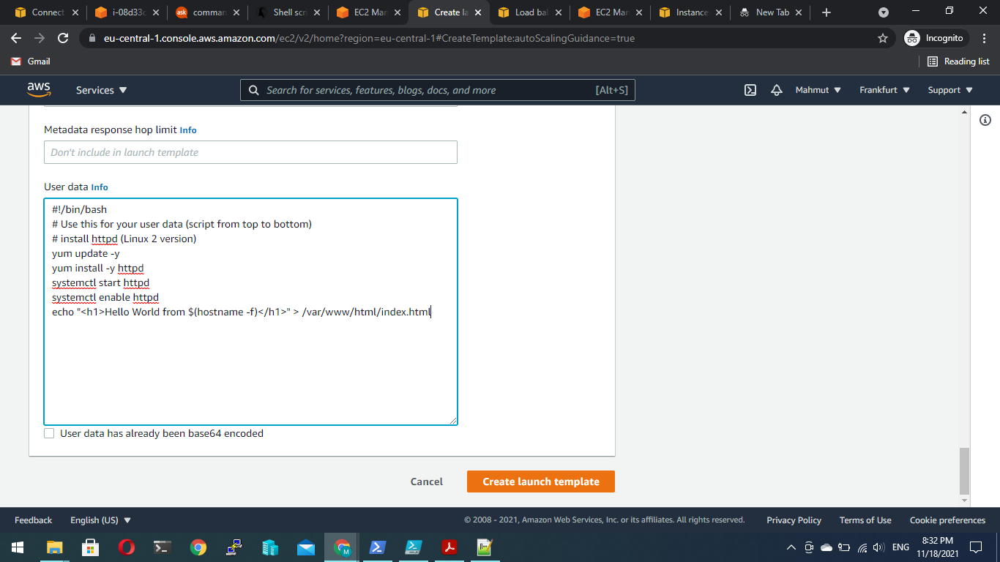 Connect
i-08d33c
ask
comman
Shell scr
EC2 Man
Create la
Load bal
EC2 Man
Instance
New Tab
eu-central-1.console.aws.amazon.com/ec2/v2/home?region=eu-central-1#CreateTemplate:autoScalingGuidance=true
Incognito
Gmail
Reading list
aws
Services
Search for services, features, blogs, docs, and more
[Alt+S]
Mahmut
Frankfurt
Support
Metadata response hop limit Info
Don't include in launch template
User data Info
#!/bin/bash
# Use this for your user data (script from top to bottom)
# install httpd (Linux 2 version)
yum update -y
yum install -y httpd
systemctl start httpd
systemctl enable httpd
echo "<h1>Hello World from $(hostname -f)</h1>" > /var/www/html/index.html
User data has already been base64 encoded
Cancel
Create launch template
Feedback
English (US)
© 2008 - 2021, Amazon Web Services, Inc. or its affiliates. All rights reserved.
Privacy Policy
Terms of Use
Cookie preferences
M
ENG
8:32 PM
11/18/2021